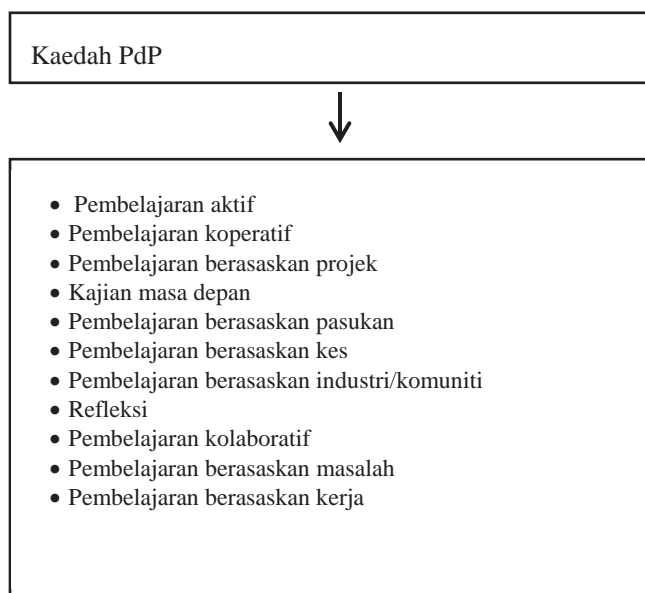 Kaedah PdP
• Pembelajaran aktif
• Pembelajaran koperatif
• Pembelajaran berasaskan projek
• Kajian masa depan
• Pembelajaran berasaskan pasukan
• Pembelajaran berasaskan kes
• Pembelajaran berasaskan industri/komuniti
• Refleksi
• Pembelajaran kolaboratif
• Pembelajaran berasaskan masalah
• Pembelajaran berasaskan kerja